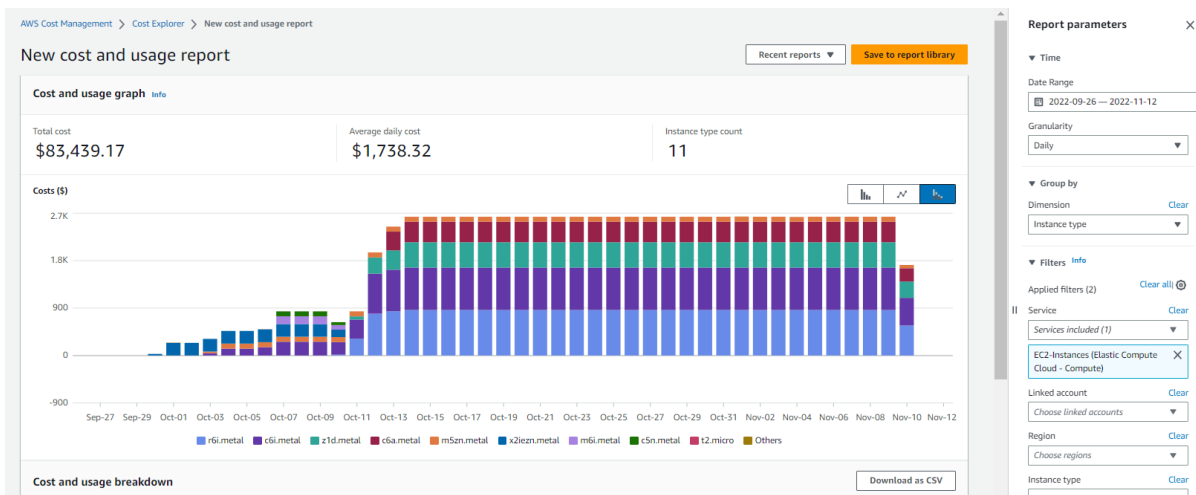 AWS Cost Management > Cost Explorer > New cost and usage report
New cost and usage report
Recent reports
Save to report library
Cost and usage graph Info
Total cost
$83,439.17
Average daily cost
$1,738.32
Instance type count
11
Costs ($)
2.7K
1.8K
900
0
-900
Sep-27 Sep-29 Oct-01 Oct-03 Oct-05 Oct-07 Oct-09 Oct-11 Oct-13 Oct-15 Oct-17 Oct-19 Oct-21 Oct-23 Oct-25 Oct-27 Oct-29 Oct-31 Nov-02 Nov-04 Nov-06 Nov-08 Nov-10 Nov-12
r6i.metal c6i.metal z1d.metal c6a.metal m5zn.metal x2iezn.metal m6i.metal c5n.metal t2.micro Others
Cost and usage breakdown
Download as CSV
Report parameters
Time
Date Range
2022-09-26 — 2022-11-12
Granularity
Daily
Group by
Dimension Clear
Instance type
Filters Info
Applied filters (2) Clear all
Service Clear
Services included (1)
EC2-Instances (Elastic Compute
Cloud - Compute)
Linked account Clear
Choose linked accounts
Region Clear
Choose regions
Instance type Clear